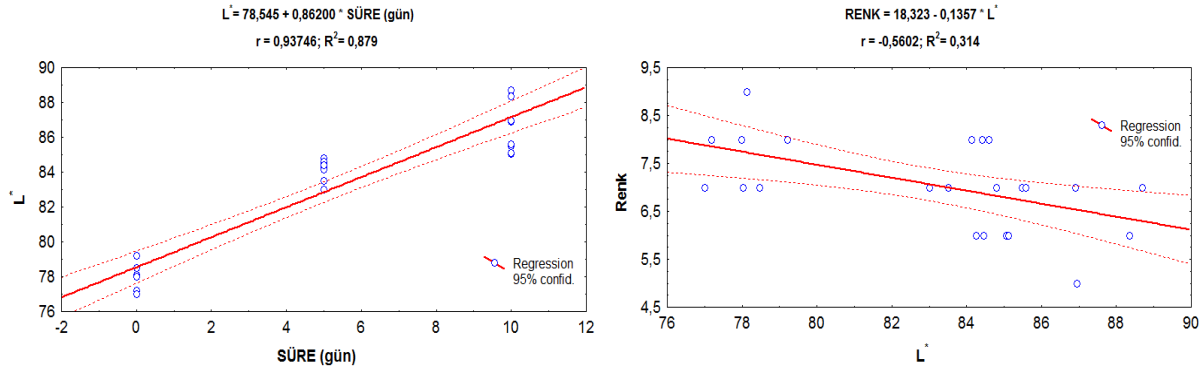 L*= 78,545 + 0,86200 * SÜRE (gün)
r = 0,93746; R2= 0,879
90
88
86
84
82
80
78
76
L*
-2 0 2 4 6 8 10 12
SÜRE (gün)
Regression
95% confid.
RENK = 18,323 - 0,1357 * L*
r = -0,5602; R2= 0,314
9,5
8,5
7,5
6,5
5,5
4,5
Renk
76 78 80 82 84 86 88 90
L*
Regression
95% confid.